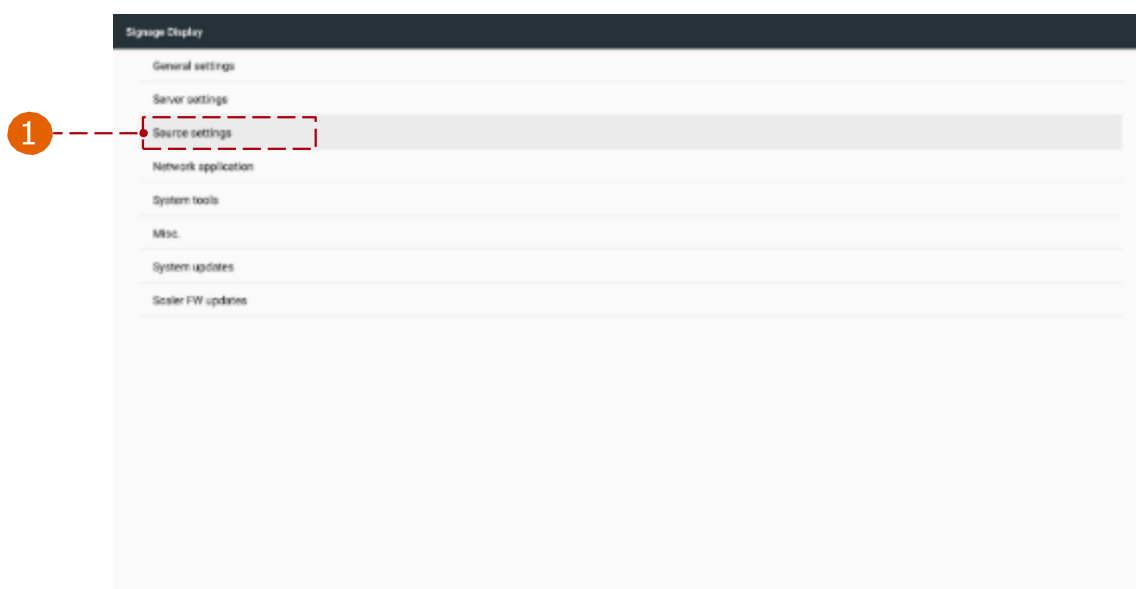 Signage Display
General settings
Server settings
1
Source settings
Network application
System tools
Misc.
System updates
Scaler FW updates